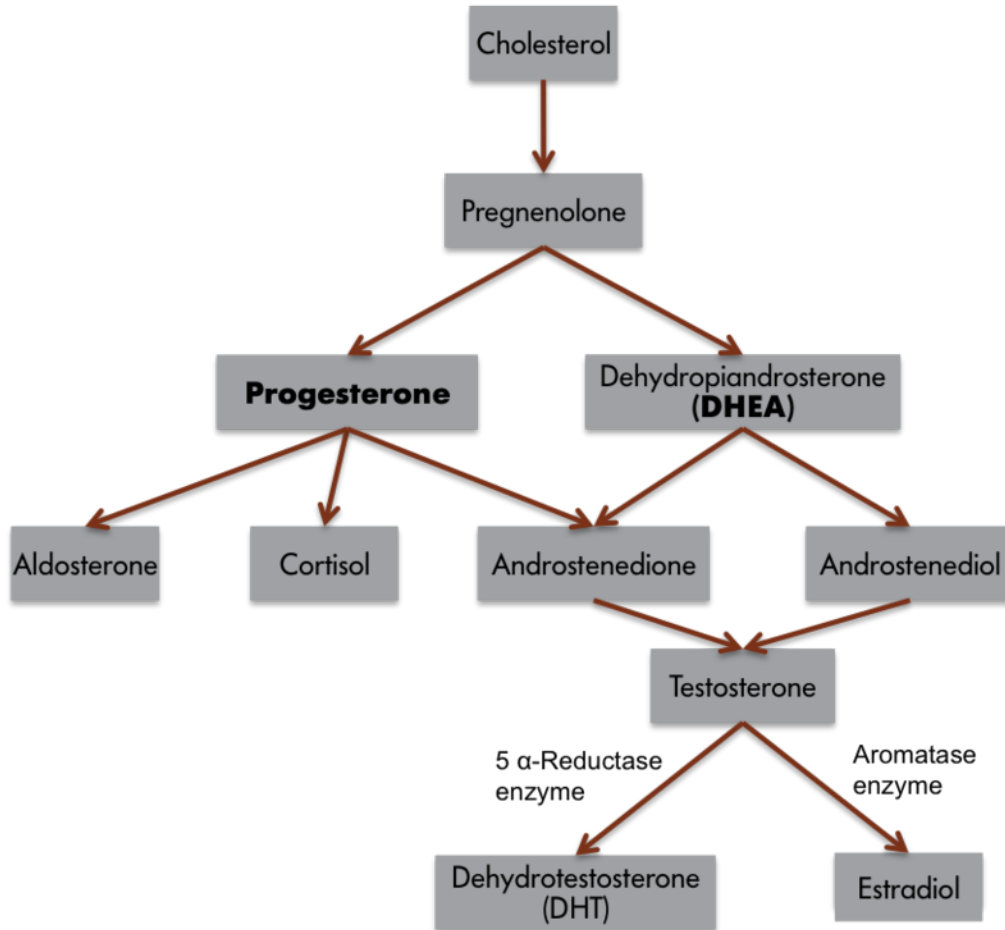 Cholesterol
Pregnenolone
Progesterone
Dehydropiandrosterone
(DHEA)
Aldosterone
Cortisol
Androstenedione
Androstenediol
Testosterone
5 α-Reductase
enzyme
Aromatase
enzyme
Dehydrotestosterone
(DHT)
Estradiol